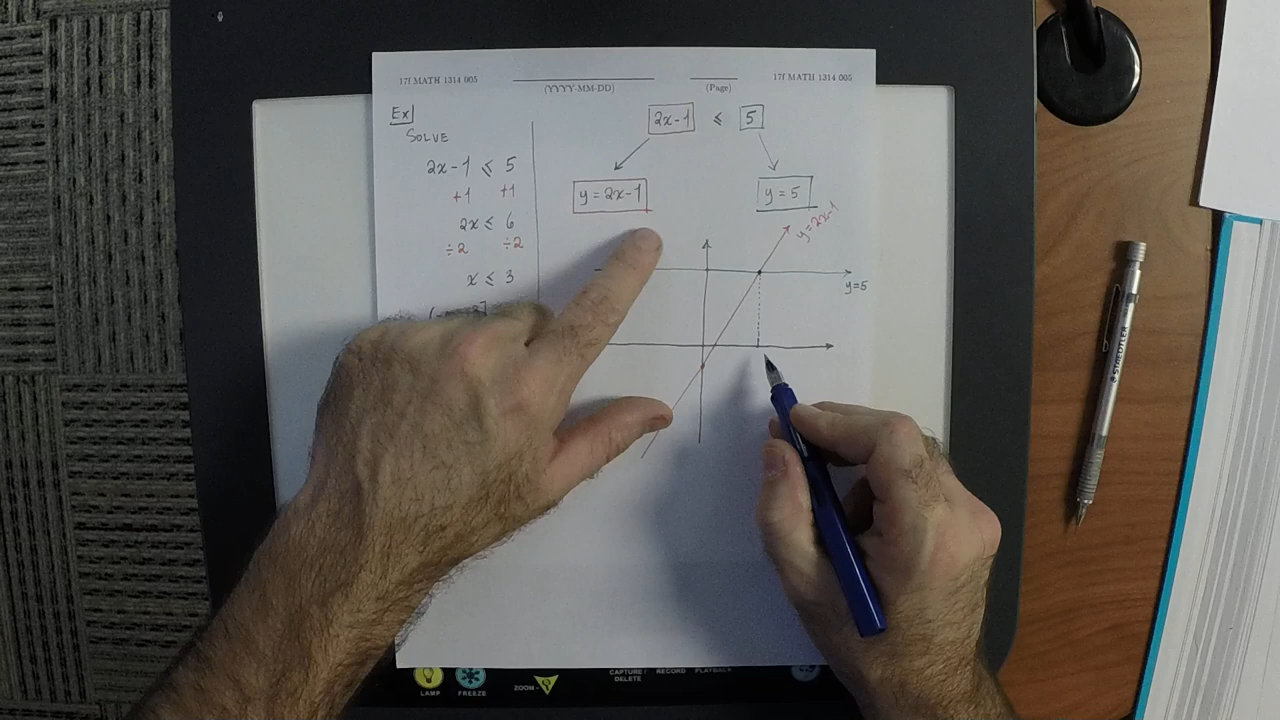 17f MATH 1314 005
(YYYY-MM-DD)
(Page)
17f MATH 1314 005
Ex
SOLVE
2x-1 ≤ 5
+1 +1
2x ≤ 6
÷2 ÷2
x ≤ 3
2x-1 ≤ 5
y = 2x-1
y = 5
y=2x-1
y=5
STAEDTLER
LAMP
FREEZE
ZOOM
CAPTURE / DELETE
RECORD
PLAYBACK